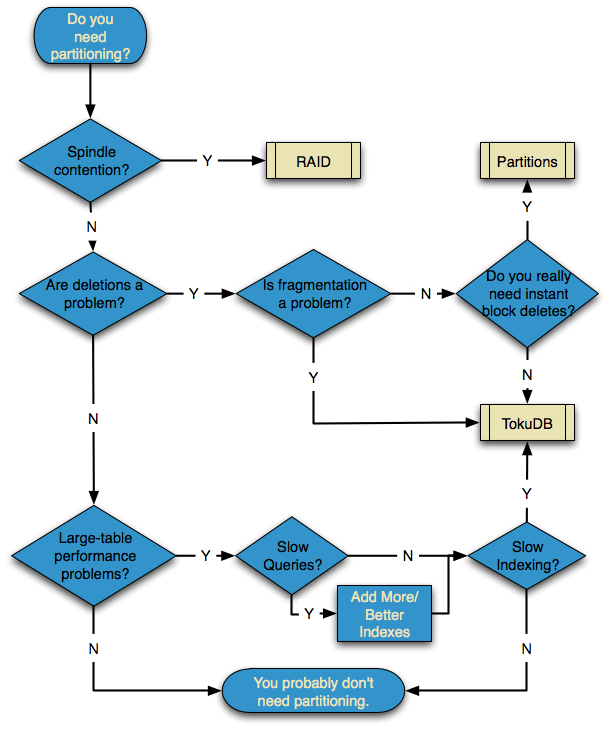 Do you
need
partitioning?
Spindle
contention?
Y
RAID
Partitions
Y
N
Are deletions a
problem?
Y
Is fragmentation
a problem?
N
Do you really
need instant
block deletes?
Y
N
N
TokuDB
Y
Large-table
performance
problems?
Y
Slow
Queries?
N
Slow
Indexing?
Y
Add More/
Better
Indexes
N
N
You probably don't
need partitioning.